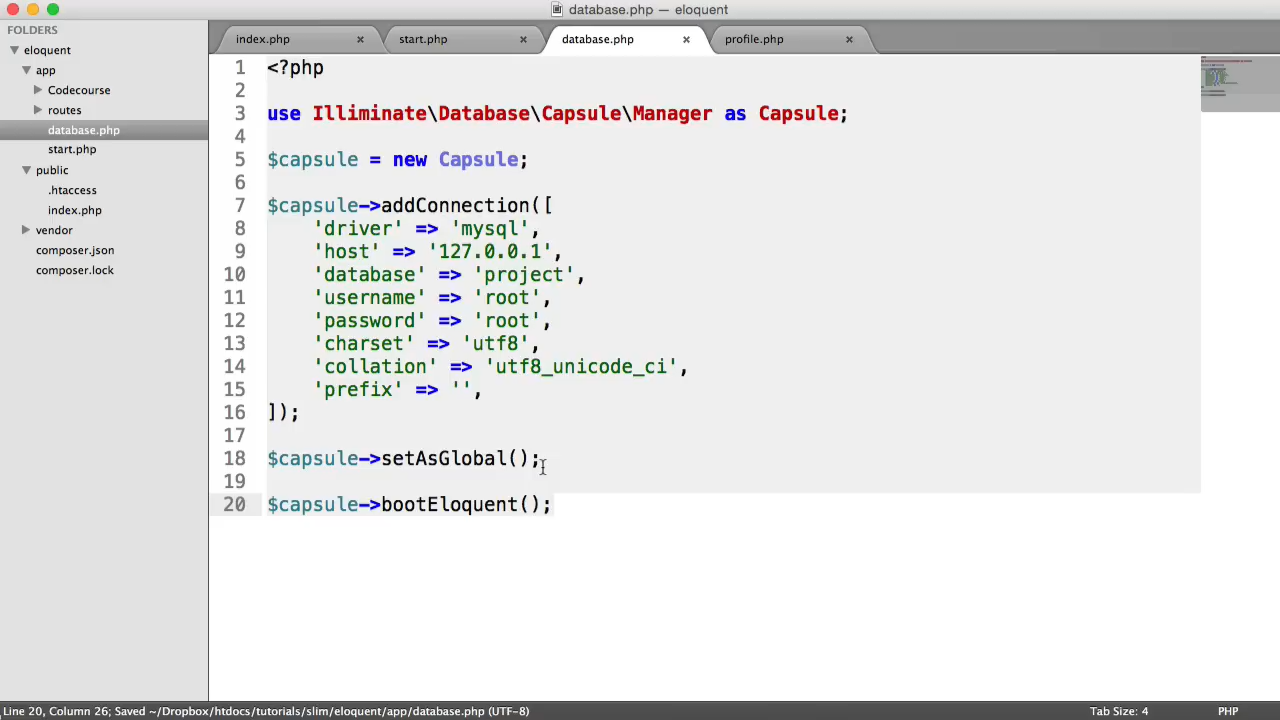 database.php — eloquent
FOLDERS
eloquent
app
Codecourse
routes
database.php
start.php
public
.htaccess
index.php
vendor
composer.json
composer.lock
index.php × start.php × database.php × profile.php ×
1 <?php
2
3 use Illiminate\Database\Capsule\Manager as Capsule;
4
5 $capsule = new Capsule;
6
7 $capsule->addConnection([
8 'driver' => 'mysql',
9 'host' => '127.0.0.1',
10 'database' => 'project',
11 'username' => 'root',
12 'password' => 'root',
13 'charset' => 'utf8',
14 'collation' => 'utf8_unicode_ci',
15 'prefix' => '',
16 ]);
17
18 $capsule->setAsGlobal();
19
20 $capsule->bootEloquent();
Line 20, Column 26; Saved ~/Dropbox/htdocs/tutorials/slim/eloquent/app/database.php (UTF-8) Tab Size: 4 PHP